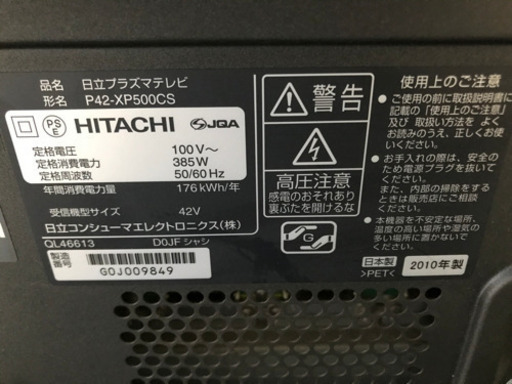 品名 日立プラズマテレビ
形名 P42-XP500CS
PS
E
HITACHI JQA
定格電圧 100V～
定格消費電力 385W
定格周波数 50/60Hz
年間消費電力量 176kWh/年
受信機型サイズ 42V
日立コンシューマエレクトロニクス(株)
QL46613 D0JFシャシ
製造
番号
G0J009849
警告
高圧注意
感電のおそれあり
裏ぶたを開けるな
使用上のご注意
●ご使用の前に取扱説明書に
記載の「使用上のご注意」
及び 取扱い方法を よく
お読みのうえ、正しくお使
いください。
●お手入れの際は、安全のた
め電源プラグを抜いてくだ
さい。
また、内部の掃除をすると
きは販売店にご相談くださ
い。
●本機器を不安定な場所、
温度の高い場所や湿気の
多い場所に置かないで
ください。
日本製
>PET<
2010年製